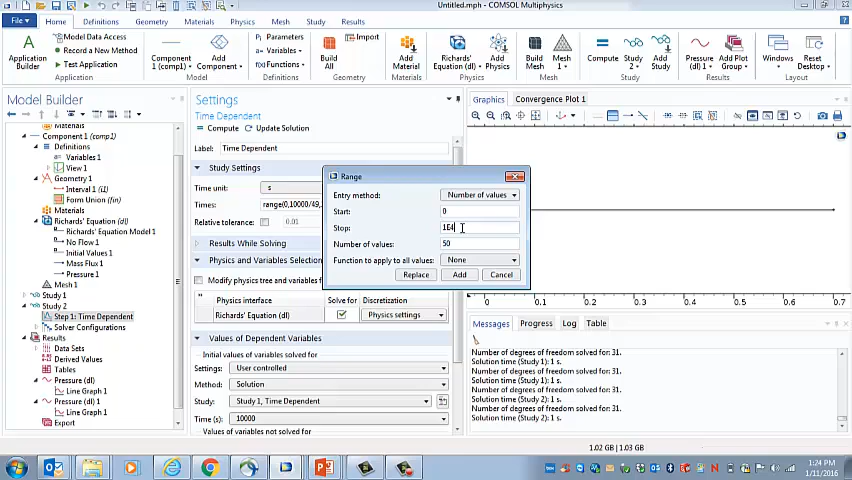 Untitled.mph - COMSOL Multiphysics
File
Home
Definitions
Geometry
Materials
Physics
Mesh
Study
Results
Application Builder
Model Data Access
Record a New Method
Test Application
Application
Component 1 (comp1)
Add Component
Model
Parameters
Variables
Functions
Definitions
Import
Build All
Geometry
Add Material
Materials
Richards' Equation (dl)
Add Physics
Physics
Build Mesh
Mesh 1
Mesh
Compute
Study 2
Add Study
Study
Pressure (dl) 1
Add Plot Group
Results
Windows
Reset Desktop
Layout
Model Builder
Materials
Component 1 (comp1)
Definitions
Variables 1
View 1
Geometry 1
Interval 1 (i1)
Form Union (fin)
Materials
Richards' Equation (dl)
Richards' Equation Model 1
No Flow 1
Initial Values 1
Mass Flux 1
Pressure 1
Mesh 1
Study 1
Study 2
Step 1: Time Dependent
Solver Configurations
Results
Data Sets
Derived Values
Tables
Pressure (dl)
Line Graph 1
Pressure (dl) 1
Line Graph 1
Export
Settings
Time Dependent
Compute
Update Solution
Label:
Time Dependent
Study Settings
Time unit:
s
Times:
range(0,10000/49,
Relative tolerance:
0.01
Results While Solving
Physics and Variables Selection
Modify physics tree and variables f
Physics interface
Solve for
Discretization
Richards' Equation (dl)
Physics settings
Values of Dependent Variables
Initial values of variables solved for
Settings:
User controlled
Method:
Solution
Study:
Study 1, Time Dependent
Time (s):
10000
Values of variables not solved for
Range
Entry method:
Number of values
Start:
0
Stop:
1E4
Number of values:
50
Function to apply to all values:
None
Replace
Add
Cancel
Graphics
Convergence Plot 1
0
0.1
0.2
0.3
0.4
0.5
0.6
0.7
Messages
Progress
Log
Table
Number of degrees of freedom solved for: 31.
Solution time (Study 1): 1 s.
Number of degrees of freedom solved for: 31.
Solution time (Study 1): 1 s.
Number of degrees of freedom solved for: 31.
Solution time (Study 2): 1 s.
Number of degrees of freedom solved for: 31.
Solution time (Study 2): 1 s.
1.02 GB | 1.03 GB
1:24 PM
1/11/2016